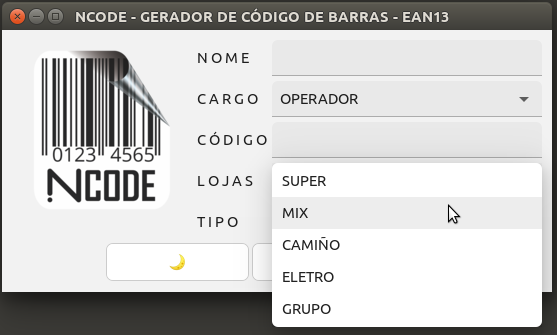 NCODE - GERADOR DE CÓDIGO DE BARRAS - EAN13
0123 4565
NCODE
NOME
CARGO OPERADOR
CÓDIGO
LOJAS
TIPO
SUPER
MIX
CAMIÑO
ELETRO
GRUPO